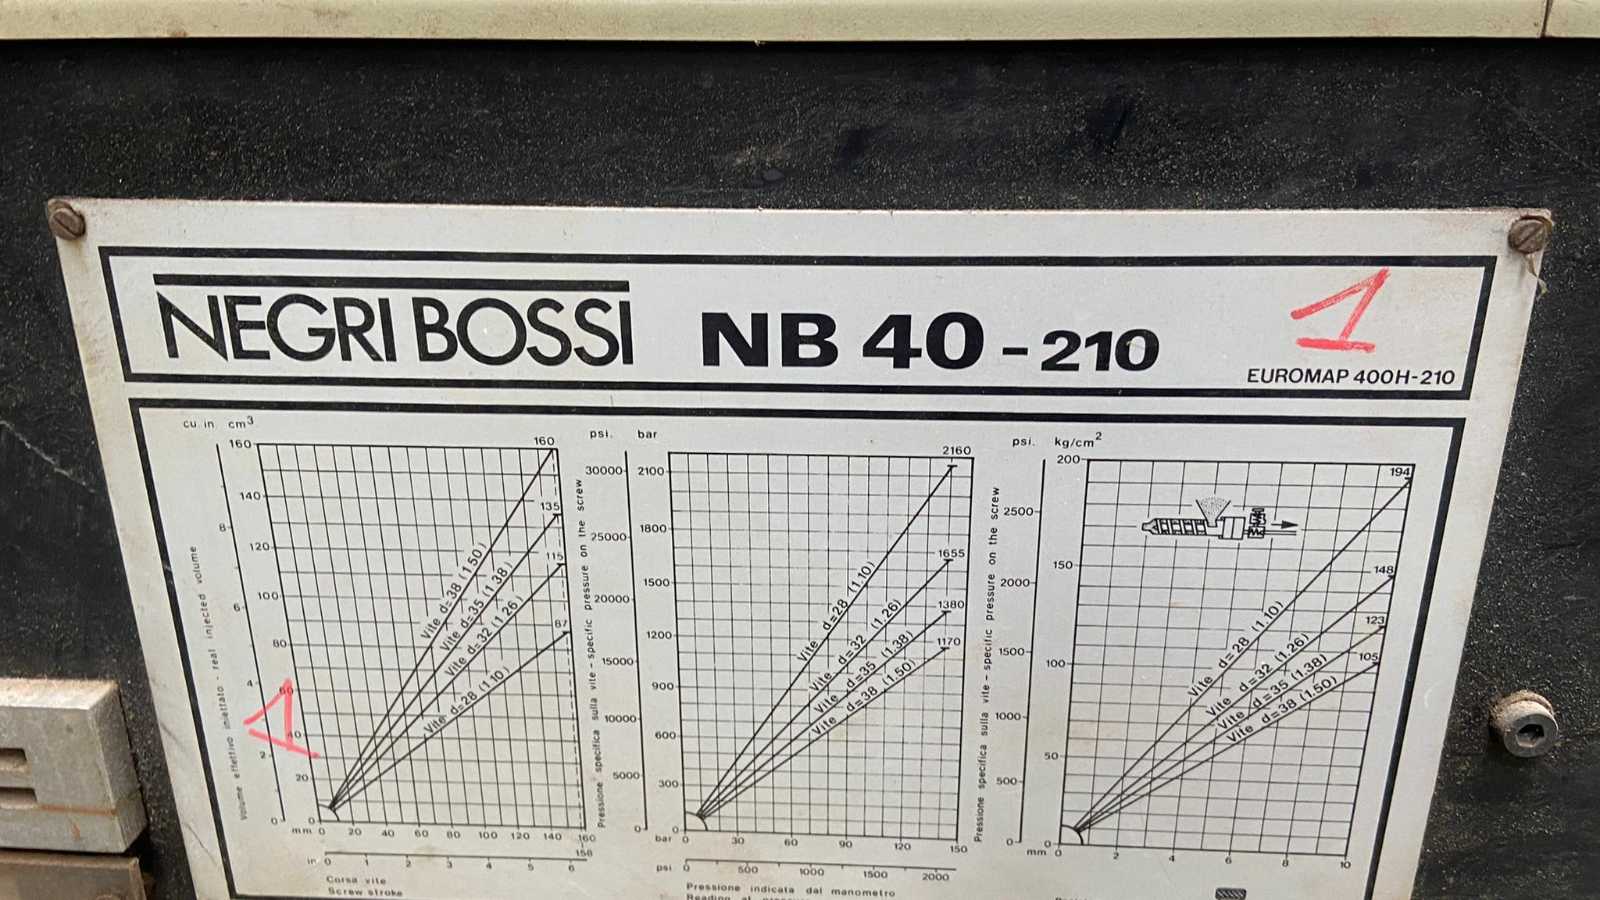 NEGRI BOSSI NB 40 - 210
1
EUROMAP 400H-210
cu. in. cm3
160
140
120
100
80
60
40
20
0
8
6
4
2
0
1
Volume effettivo iniettato - real injected volume
160
135
115
87
Vite d=38 (1.50)
Vite d=35 (1.38)
Vite d=32 (1.26)
Vite d=28 (1.10)
mm 0 20 40 60 80 100 120 140 160
156
in 0 1 2 3 4 5 6
Corsa vite
Screw stroke
psi. bar
30000
25000
20000
15000
10000
5000
0
2100
1800
1500
1200
900
600
300
0
Pressione specifica sulla vite - specific pressure on the screw
2160
1655
1380
1170
Vite d=28 (1.10)
Vite d=32 (1.26)
Vite d=35 (1.38)
Vite d=38 (1.50)
bar 0 30 60 90 120 150
psi 0 500 1000 1500 2000
Pressione indicata dal manometro
Reading at
psi. kg/cm2
2500
2000
1500
1000
500
0
200
150
100
50
0
Pressione specifica sulla vite - specific pressure on the screw
194
148
123
105
Vite d=28 (1.10)
Vite d=32 (1.26)
Vite d=35 (1.38)
Vite d=38 (1.50)
mm 0 2 4 6 8 10